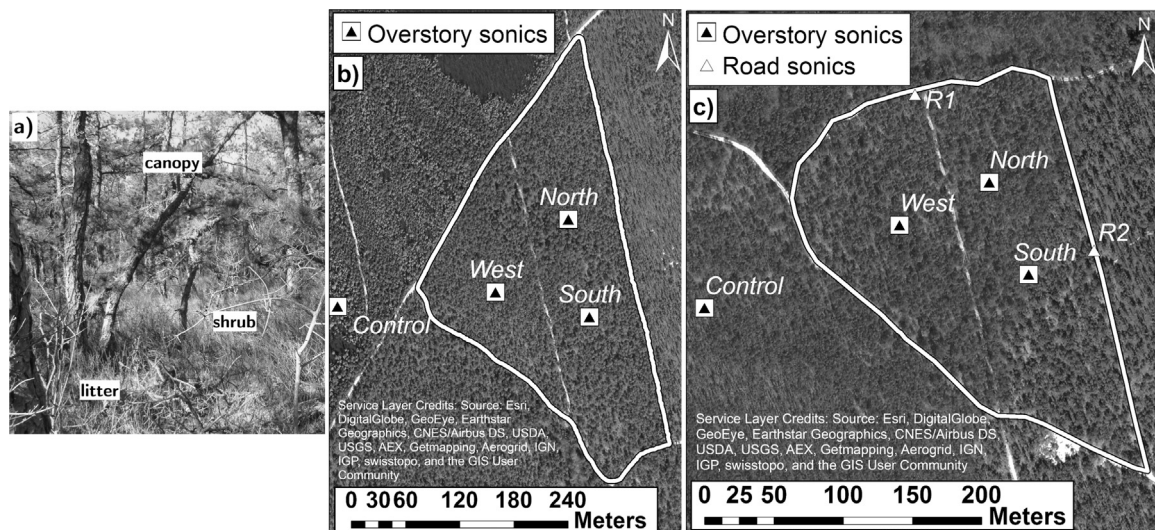 a)
canopy
shrub
litter
Overstory sonics
b)
N
North
West
South
Control
Service Layer Credits: Source: Esri,
DigitalGlobe, GeoEye, Earthstar
Geographics, CNES/Airbus DS, USDA,
USGS, AEX, Getmapping, Aerogrid, IGN,
IGP, swisstopo, and the GIS User
Community
0 30 60 120 180 240
Meters
Overstory sonics
Road sonics
c)
N
R1
North
West
R2
South
Control
Service Layer Credits: Source: Esri, DigitalGlobe,
GeoEye, Earthstar Geographics, CNES/Airbus DS,
USDA, USGS, AEX, Getmapping, Aerogrid, IGN,
IGP, swisstopo, and the GIS User
Community
0 25 50 100 150 200
Meters